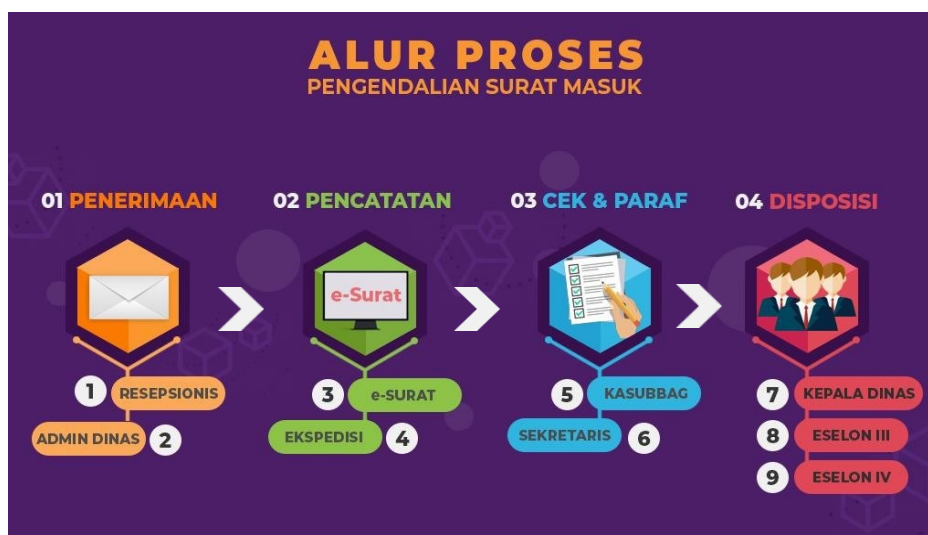 ALUR PROSES
PENGENDALIAN SURAT MASUK
01 PENERIMAAN
1 RESEPSIONIS
ADMIN DINAS 2
02 PENCATATAN
e-Surat
3 e-SURAT
EKSPEDISI 4
03 CEK & PARAF
5 KASUBBAG
SEKRETARIS 6
04 DISPOSISI
7 KEPALA DINAS
8 ESELON III
9 ESELON IV